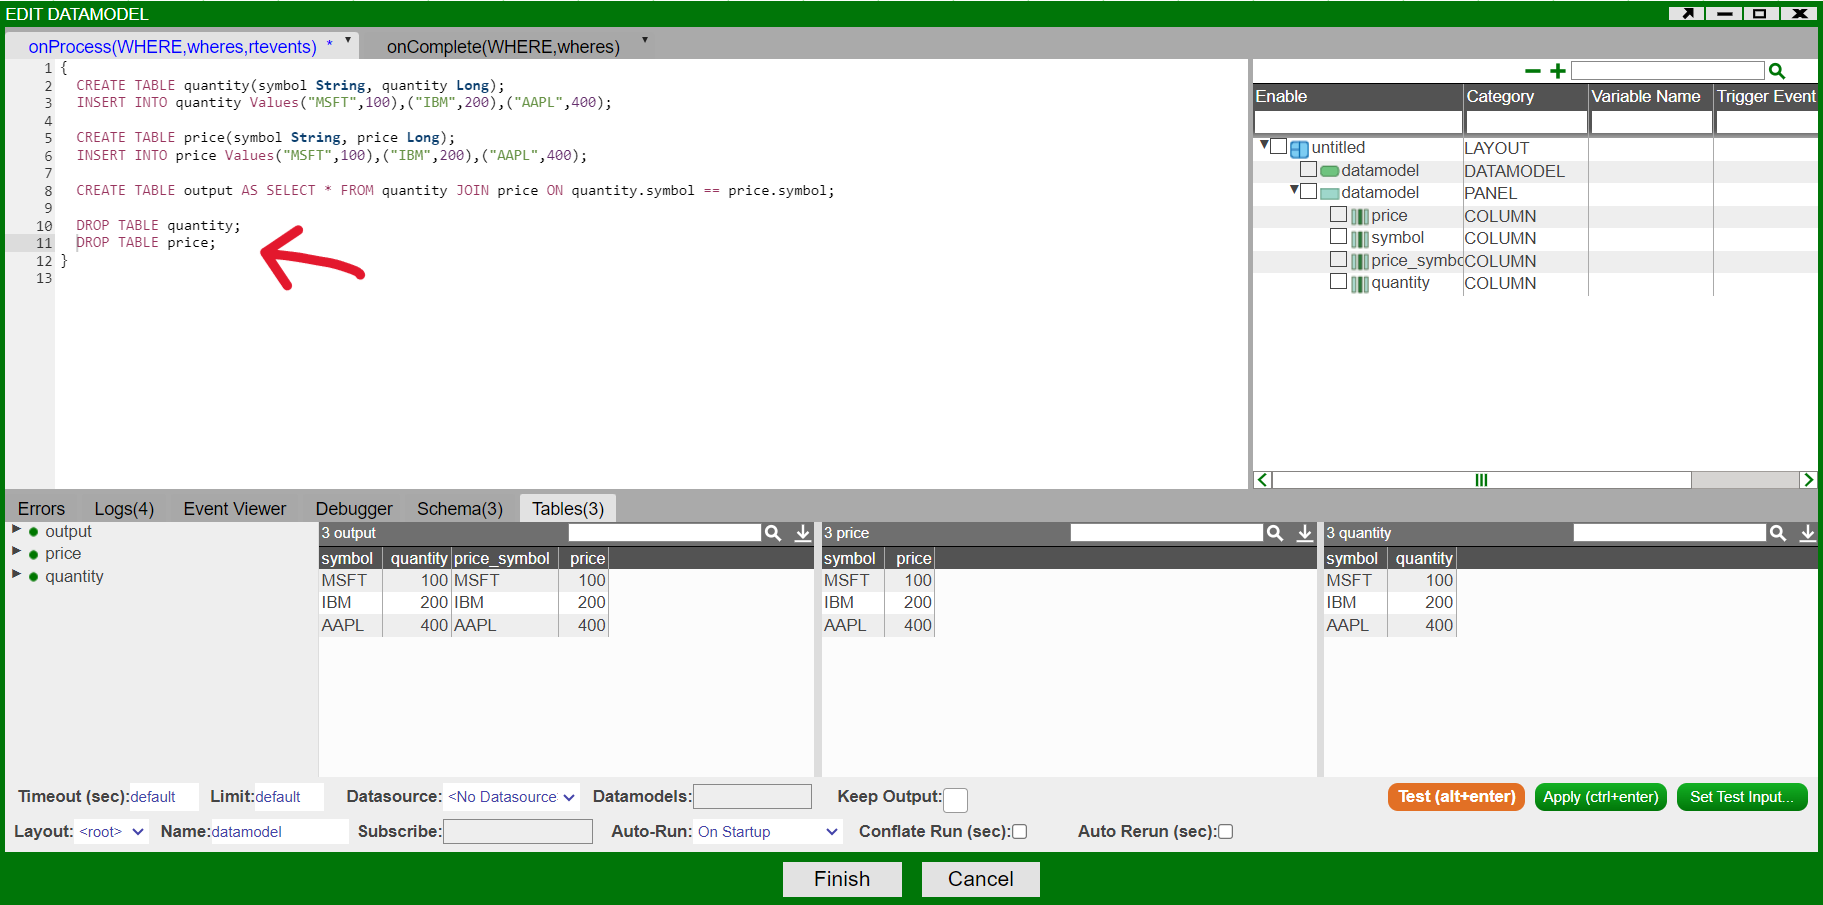 EDIT DATAMODEL
onProcess(WHERE,wheres,rtevents) *
onComplete(WHERE,wheres)
1 {
2 CREATE TABLE quantity(symbol String, quantity Long);
3 INSERT INTO quantity Values("MSFT",100),("IBM",200),("AAPL",400);
4
5 CREATE TABLE price(symbol String, price Long);
6 INSERT INTO price Values("MSFT",100),("IBM",200),("AAPL",400);
7
8 CREATE TABLE output AS SELECT * FROM quantity JOIN price ON quantity.symbol == price.symbol;
9
10 DROP TABLE quantity;
11 DROP TABLE price;
12 }
13
Enable Category Variable Name Trigger Event
untitled LAYOUT
datamodel DATAMODEL
datamodel PANEL
price COLUMN
symbol COLUMN
price_symbo COLUMN
quantity COLUMN
Errors Logs(4) Event Viewer Debugger Schema(3) Tables(3)
output
price
quantity
3 output
symbol quantity price_symbol price
MSFT 100 MSFT 100
IBM 200 IBM 200
AAPL 400 AAPL 400
3 price
symbol price
MSFT 100
IBM 200
AAPL 400
3 quantity
symbol quantity
MSFT 100
IBM 200
AAPL 400
Timeout (sec): default Limit: default Datasource: <No Datasource Datamodels: Keep Output: Test (alt+enter) Apply (ctrl+enter) Set Test Input...
Layout: <root> Name: datamodel Subscribe: Auto-Run: On Startup Conflate Run (sec): Auto Rerun (sec):
Finish Cancel